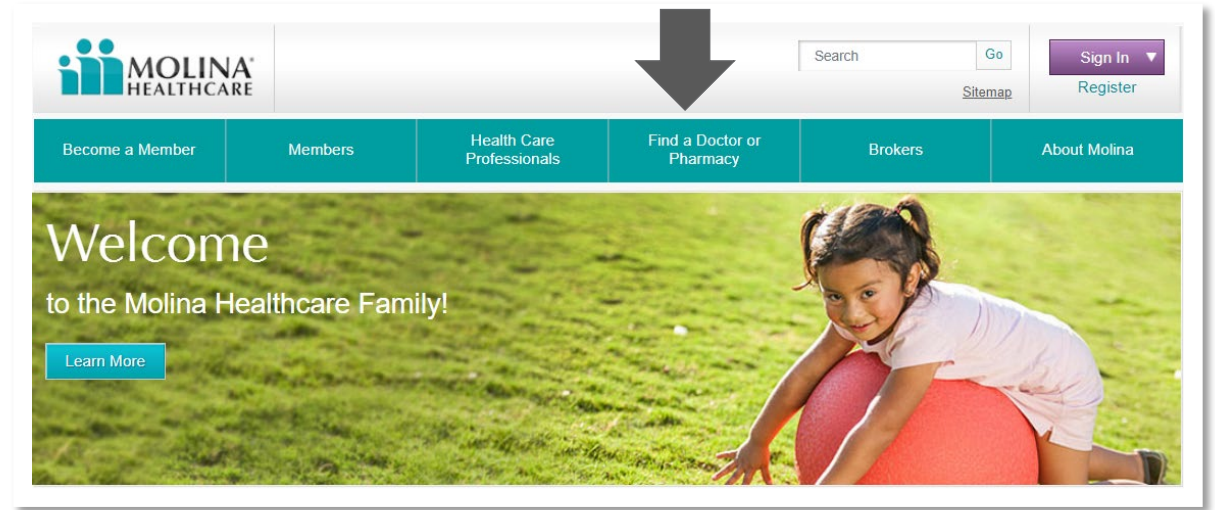 MOLINA®
HEALTHCARE
Search
Go
Sitemap
Sign In ▼
Register
Become a Member
Members
Health Care
Professionals
Find a Doctor or
Pharmacy
Brokers
About Molina
Welcome
to the Molina Healthcare Family!
Learn More